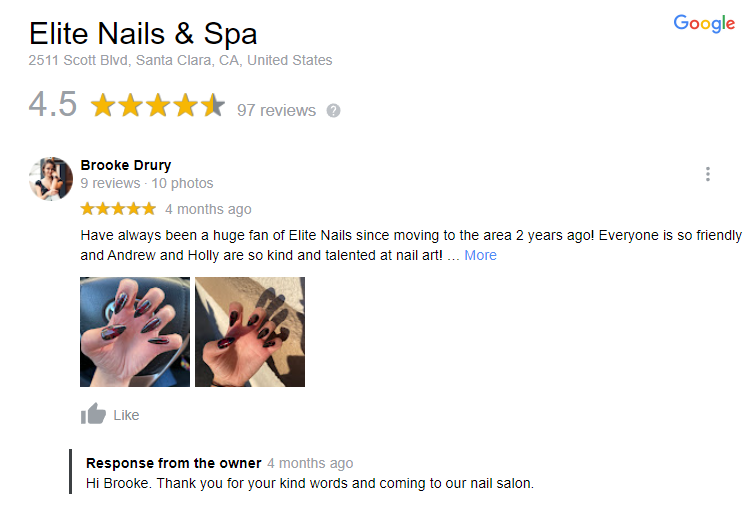 Elite Nails & Spa
Google
2511 Scott Blvd, Santa Clara, CA, United States
4.5 97 reviews ?
Brooke Drury
9 reviews · 10 photos
4 months ago
Have always been a huge fan of Elite Nails since moving to the area 2 years ago! Everyone is so friendly
and Andrew and Holly are so kind and talented at nail art! … More
Like
Response from the owner 4 months ago
Hi Brooke. Thank you for your kind words and coming to our nail salon.